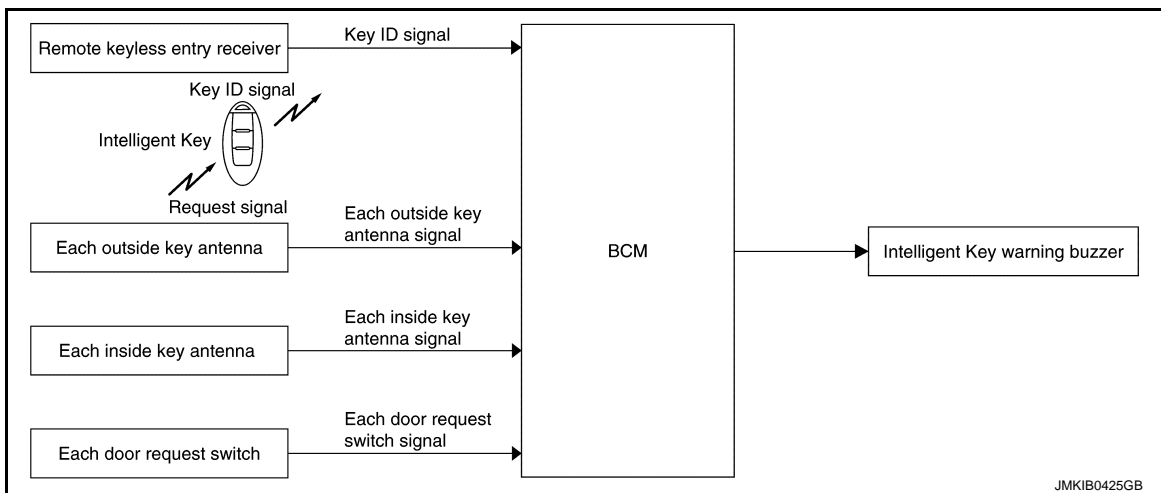 Remote keyless entry receiver
Key ID signal
Key ID signal
Intelligent Key
Request signal
Each outside key antenna
Each outside key
antenna signal
BCM
Intelligent Key warning buzzer
Each inside key antenna
Each inside key
antenna signal
Each door request switch
Each door request
switch signal
JMKIB0425GB